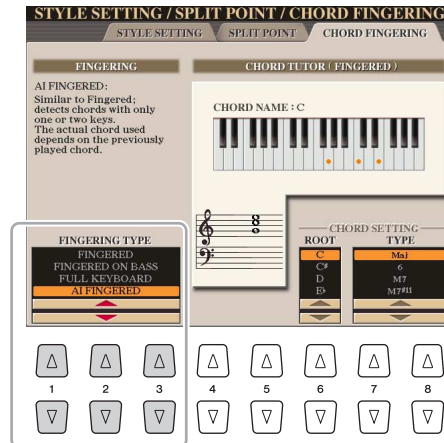 STYLE SETTING / SPLIT POINT / CHORD FINGERING
STYLE SETTING
SPLIT POINT
CHORD FINGERING
FINGERING
CHORD TUTOR ( FINGERED )
AI FINGERED:
Similar to Fingered;
detects chords with only
one or two keys.
The actual chord used
depends on the previously
played chord.
CHORD NAME : C
FINGERING TYPE
FINGERED
FINGERED ON BASS
FULL KEYBOARD
AI FINGERED
CHORD SETTING
ROOT
C
C#
D
E♭
TYPE
Maj
6
M7
M7#11
1 2 3 4 5 6 7 8